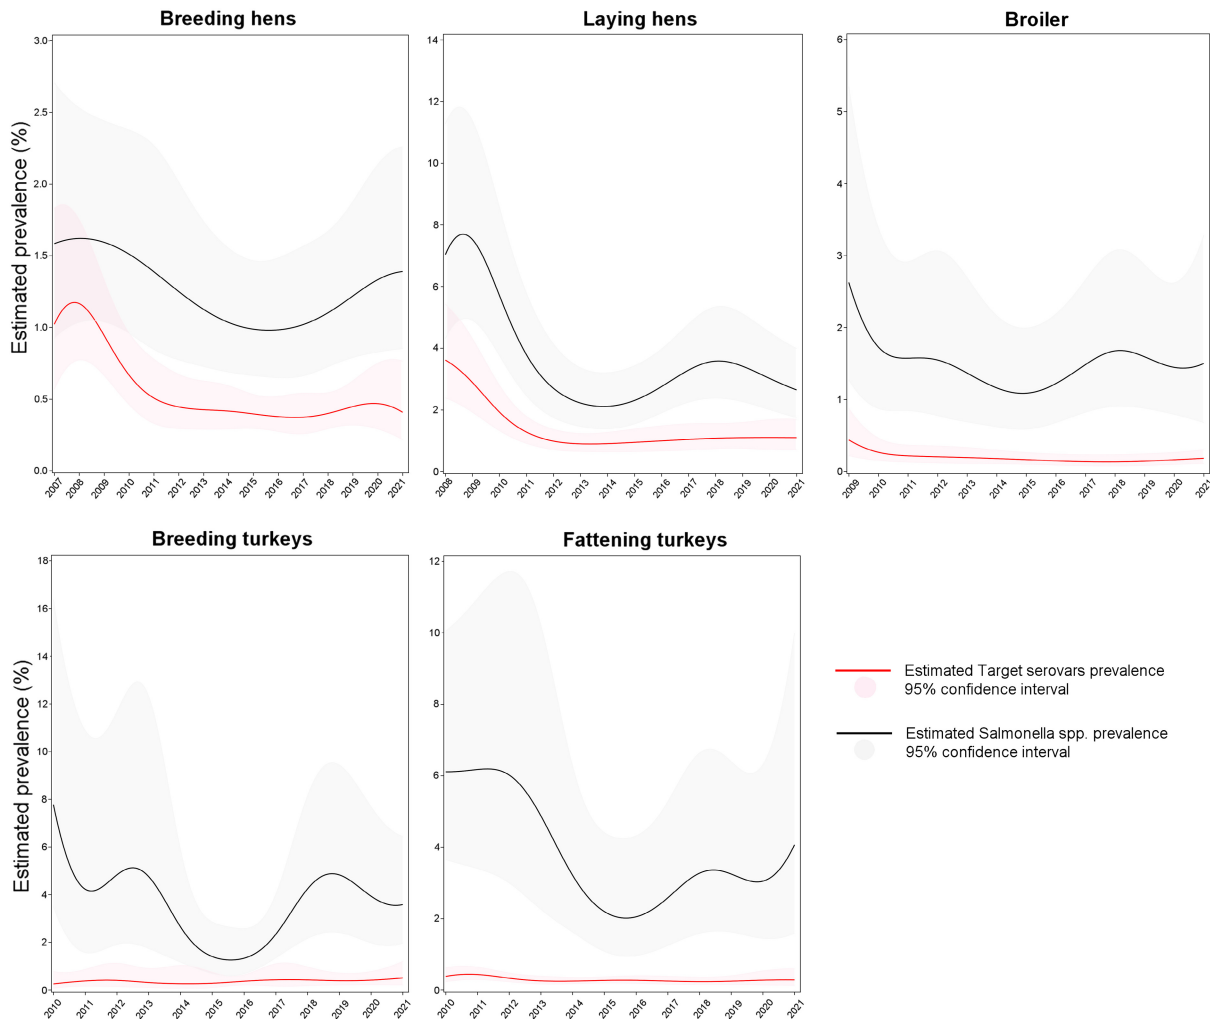 Breeding hens
Laying hens
Broiler
Estimated prevalence (%)
3.0
2.5
2.0
1.5
1.0
0.5
0.0
2007 2008 2009 2010 2011 2012 2013 2014 2015 2016 2017 2018 2019 2020 2021
14
12
10
8
6
4
2
0
2008 2009 2010 2011 2012 2013 2014 2015 2016 2017 2018 2019 2020 2021
6
5
4
3
2
1
0
2009 2010 2011 2012 2013 2014 2015 2016 2017 2018 2019 2020 2021
Breeding turkeys
Fattening turkeys
Estimated prevalence (%)
18
16
14
12
10
8
6
4
2
0
2010 2011 2012 2013 2014 2015 2016 2017 2018 2019 2020 2021
12
10
8
6
4
2
0
2010 2011 2012 2013 2014 2015 2016 2017 2018 2019 2020 2021
Estimated Target serovars prevalence
95% confidence interval
Estimated Salmonella spp. prevalence
95% confidence interval